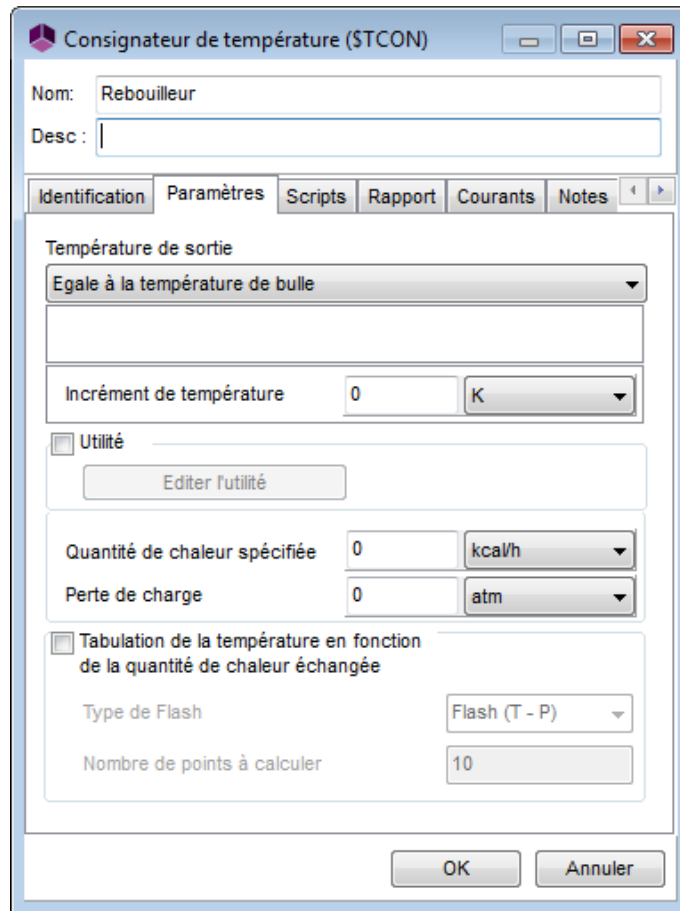 Consignateur de température ($TCON)
Nom: Rebouilleur
Desc :
Identification Paramètres Scripts Rapport Courants Notes
Température de sortie
Egale à la température de bulle
Incrément de température 0 K
Utilité
Editer l'utilité
Quantité de chaleur spécifiée 0 kcal/h
Perte de charge 0 atm
Tabulation de la température en fonction
de la quantité de chaleur échangée
Type de Flash Flash (T - P)
Nombre de points à calculer 10
OK Annuler